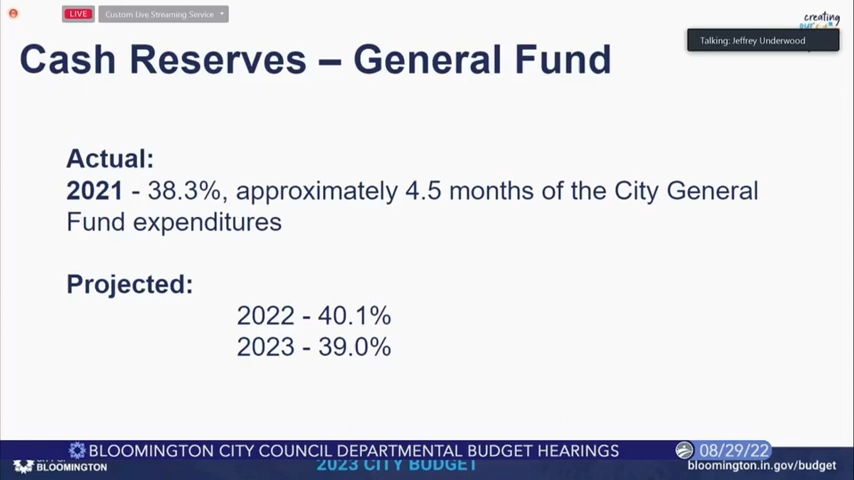 LIVE
Custom Live Streaming Service
creating
Talking: Jeffrey Underwood
Cash Reserves – General Fund
Actual:
2021 - 38.3%, approximately 4.5 months of the City General
Fund expenditures
Projected:
2022 - 40.1%
2023 - 39.0%
BLOOMINGTON CITY COUNCIL DEPARTMENTAL BUDGET HEARINGS
08/29/22
BLOOMINGTON
2023 CITY BUDGET
bloomington.in.gov/budget